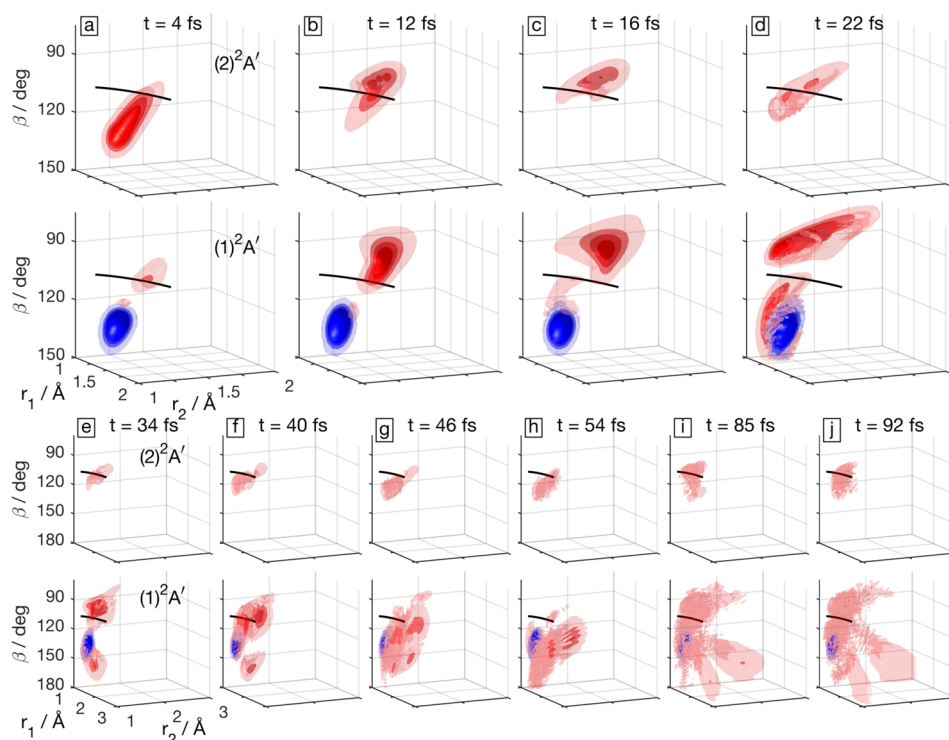 a t = 4 fs b t = 12 fs c t = 16 fs d t = 22 fs
(2)²A′
β / deg
90
120
150
(1)²A′
β / deg
90
120
150
1
1.5
2
r₁ / Å
1
1.5
2
r₂ / Å
e t = 34 fs f t = 40 fs g t = 46 fs h t = 54 fs i t = 85 fs j t = 92 fs
(2)²A′
β / deg
90
120
150
180
(1)²A′
β / deg
90
120
150
180
1
2
3
r₁ / Å
1
2
3
r₂ / Å